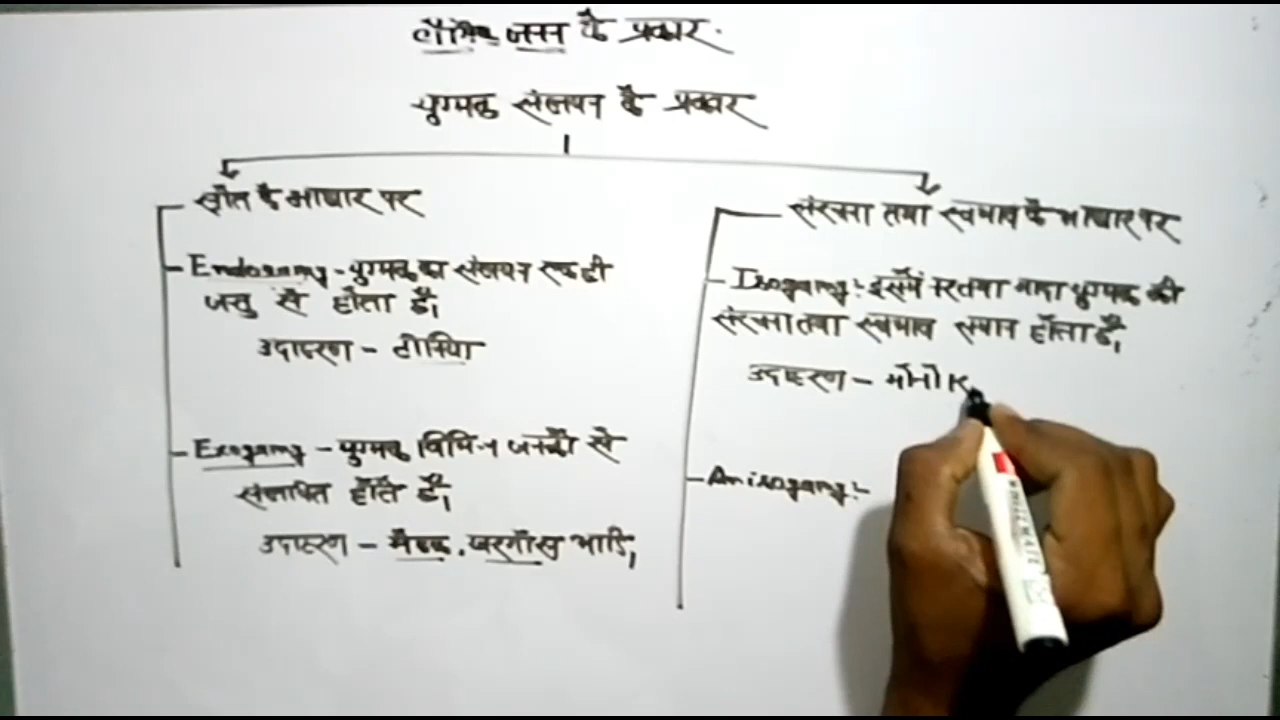 लैंगिक जनन के प्रकार.
युग्मक संलयन के प्रकार
स्रोत के आधार पर
Endogamy - युग्मक का संलयन एक ही
जन्तु से होता है।
उदाहरण - टीनिया
Exogamy - युग्मक विभिन्न जनकों से
संलयित होते है।
उदाहरण - मेंढक, खरगोश आदि।
संरचना तथा स्वभाव के आधार पर
Isogamy :- इसमें नर तथा मादा युग्मक की
संरचना तथा स्वभाव समान होता है।
उदाहरण - मोनो
Anisogamy :-